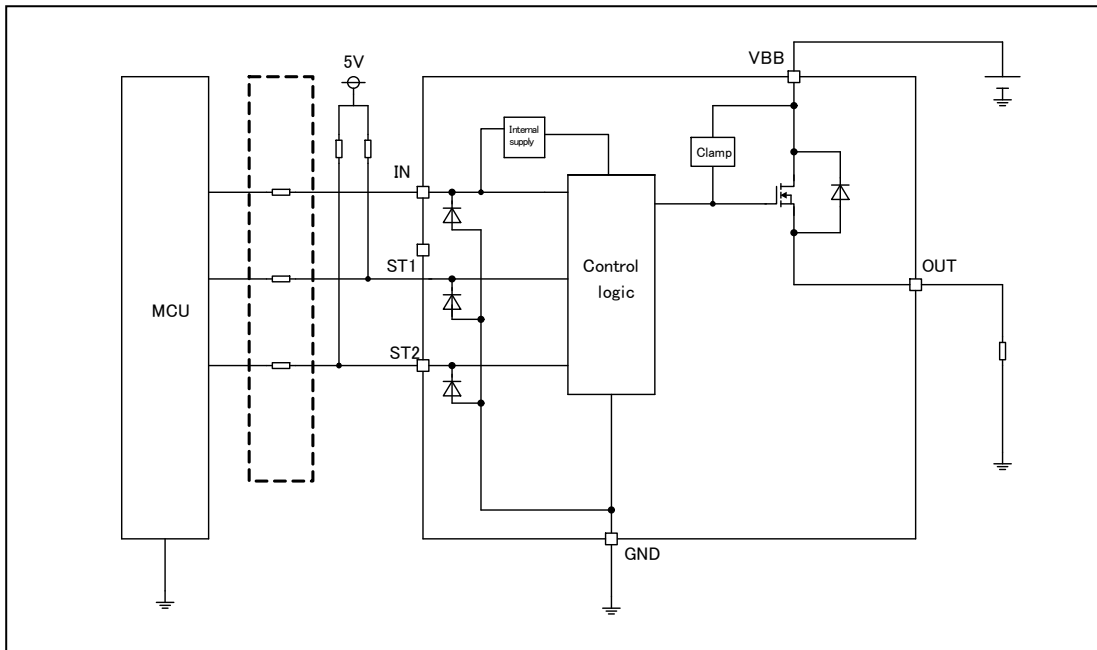 VBB
5V
Internal
supply
Clamp
IN
ST1
Control
logic
OUT
MCU
ST2
GND